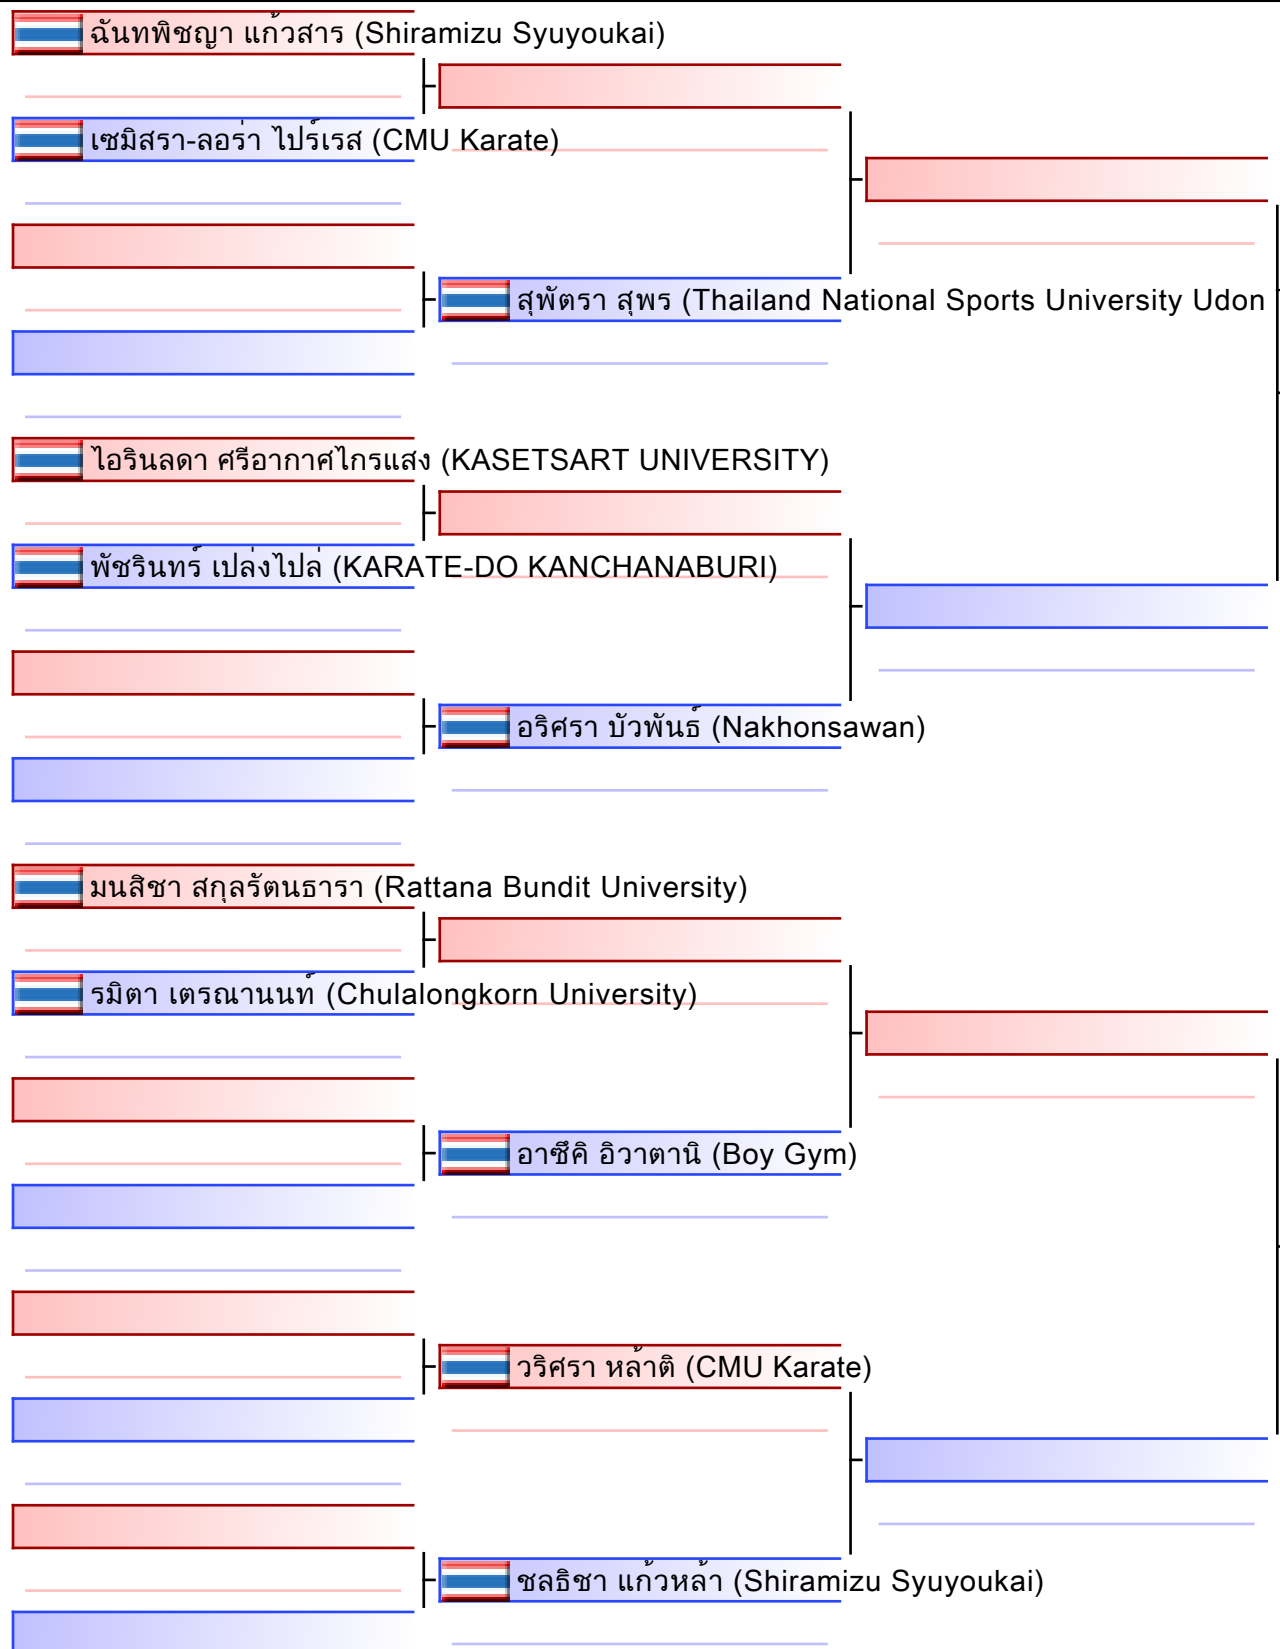 ฉันทพิชญา แก้วสาร (Shiramizu Syuyoukai)
เซมิสรา-ลอร่า ไปร์เรส (CMU Karate)
สุพัตรา สุพร (Thailand National Sports University Udon
ไอรินลดา ศรีอากาศไกรแสง (KASETSART UNIVERSITY)
พัชรินทร์ เปล่งไปล่ (KARATE-DO KANCHANABURI)
อริศรา บัวพันธ์ (Nakhonsawan)
มนสิชา สกุลรัตนธารา (Rattana Bundit University)
รมิตา เตรณานนท์ (Chulalongkorn University)
อาซึคิ อิวาตานิ (Boy Gym)
วริศรา หล้าติ (CMU Karate)
ชลธิชา แก้วหล้า (Shiramizu Syuyoukai)